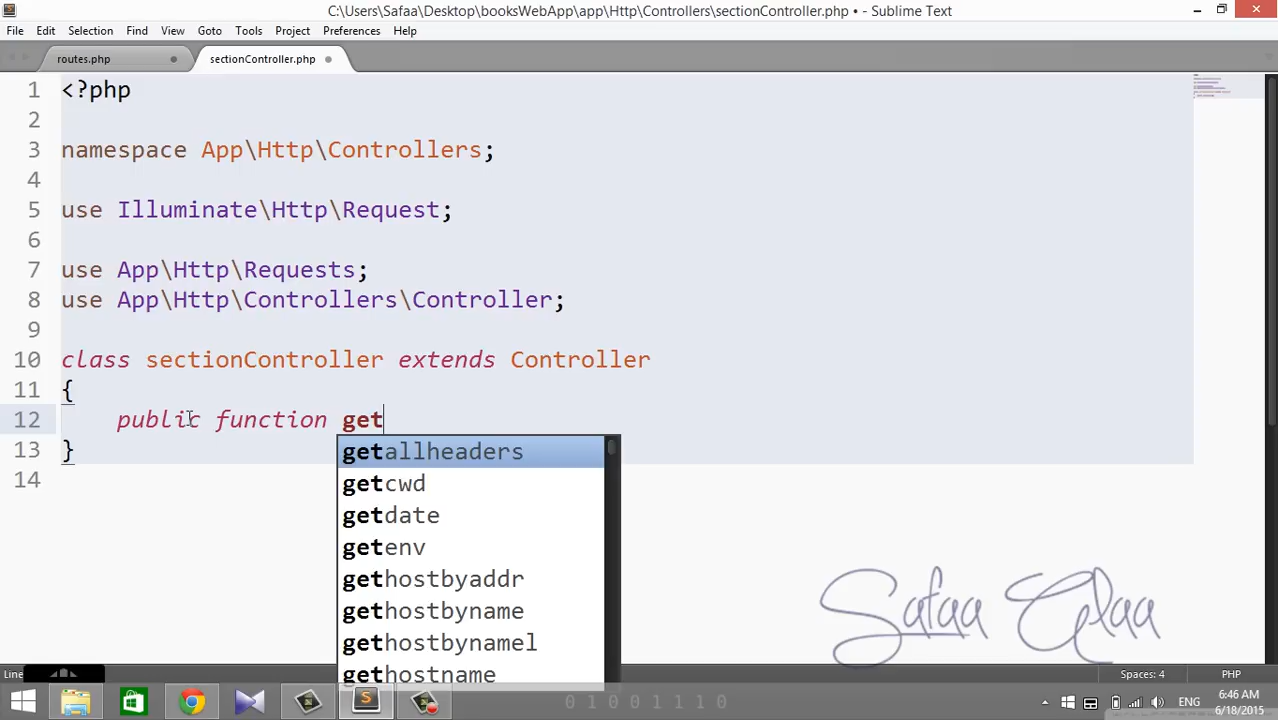 C:\Users\Safaa\Desktop\booksWebApp\app\Http\Controllers\sectionController.php • - Sublime Text
File Edit Selection Find View Goto Tools Project Preferences Help
routes.php sectionController.php
1 <?php
2
3 namespace App\Http\Controllers;
4
5 use Illuminate\Http\Request;
6
7 use App\Http\Requests;
8 use App\Http\Controllers\Controller;
9
10 class sectionController extends Controller
11 {
12 public function get
13 }
14
getallheaders
getcwd
getdate
getenv
gethostbyaddr
gethostbyname
gethostbynamel
gethostname
Safaa Alaa
Line Spaces: 4 PHP
01001110
ENG 6:46 AM
6/18/2015